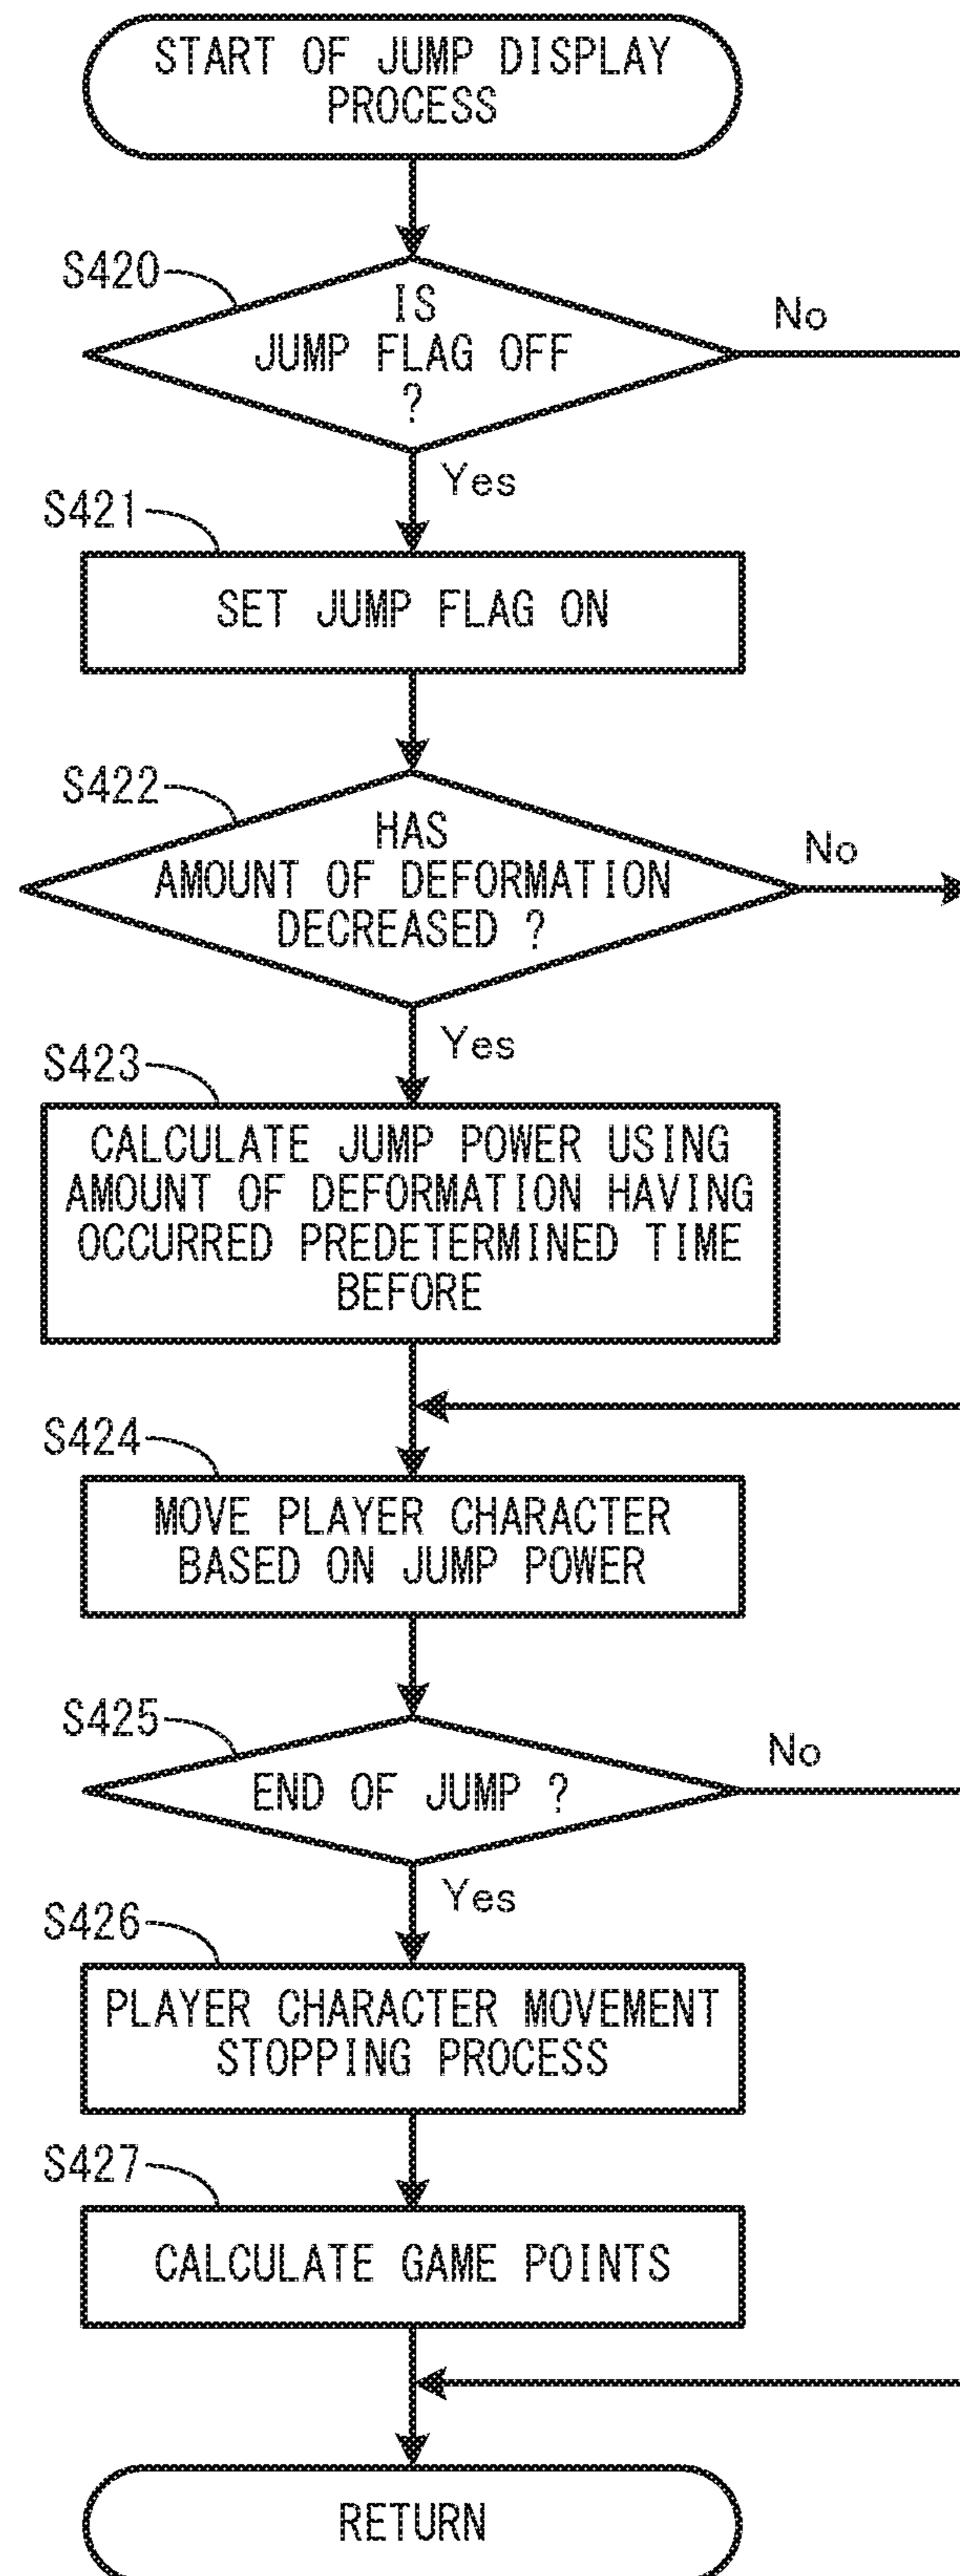 START OF JUMP DISPLAY
PROCESS
S420
IS
JUMP FLAG OFF
?
No
Yes
S421
SET JUMP FLAG ON
S422
HAS
AMOUNT OF DEFORMATION
DECREASED ?
No
Yes
S423
CALCULATE JUMP POWER USING
AMOUNT OF DEFORMATION HAVING
OCCURRED PREDETERMINED TIME
BEFORE
S424
MOVE PLAYER CHARACTER
BASED ON JUMP POWER
S425
END OF JUMP ?
No
Yes
S426
PLAYER CHARACTER MOVEMENT
STOPPING PROCESS
S427
CALCULATE GAME POINTS
RETURN